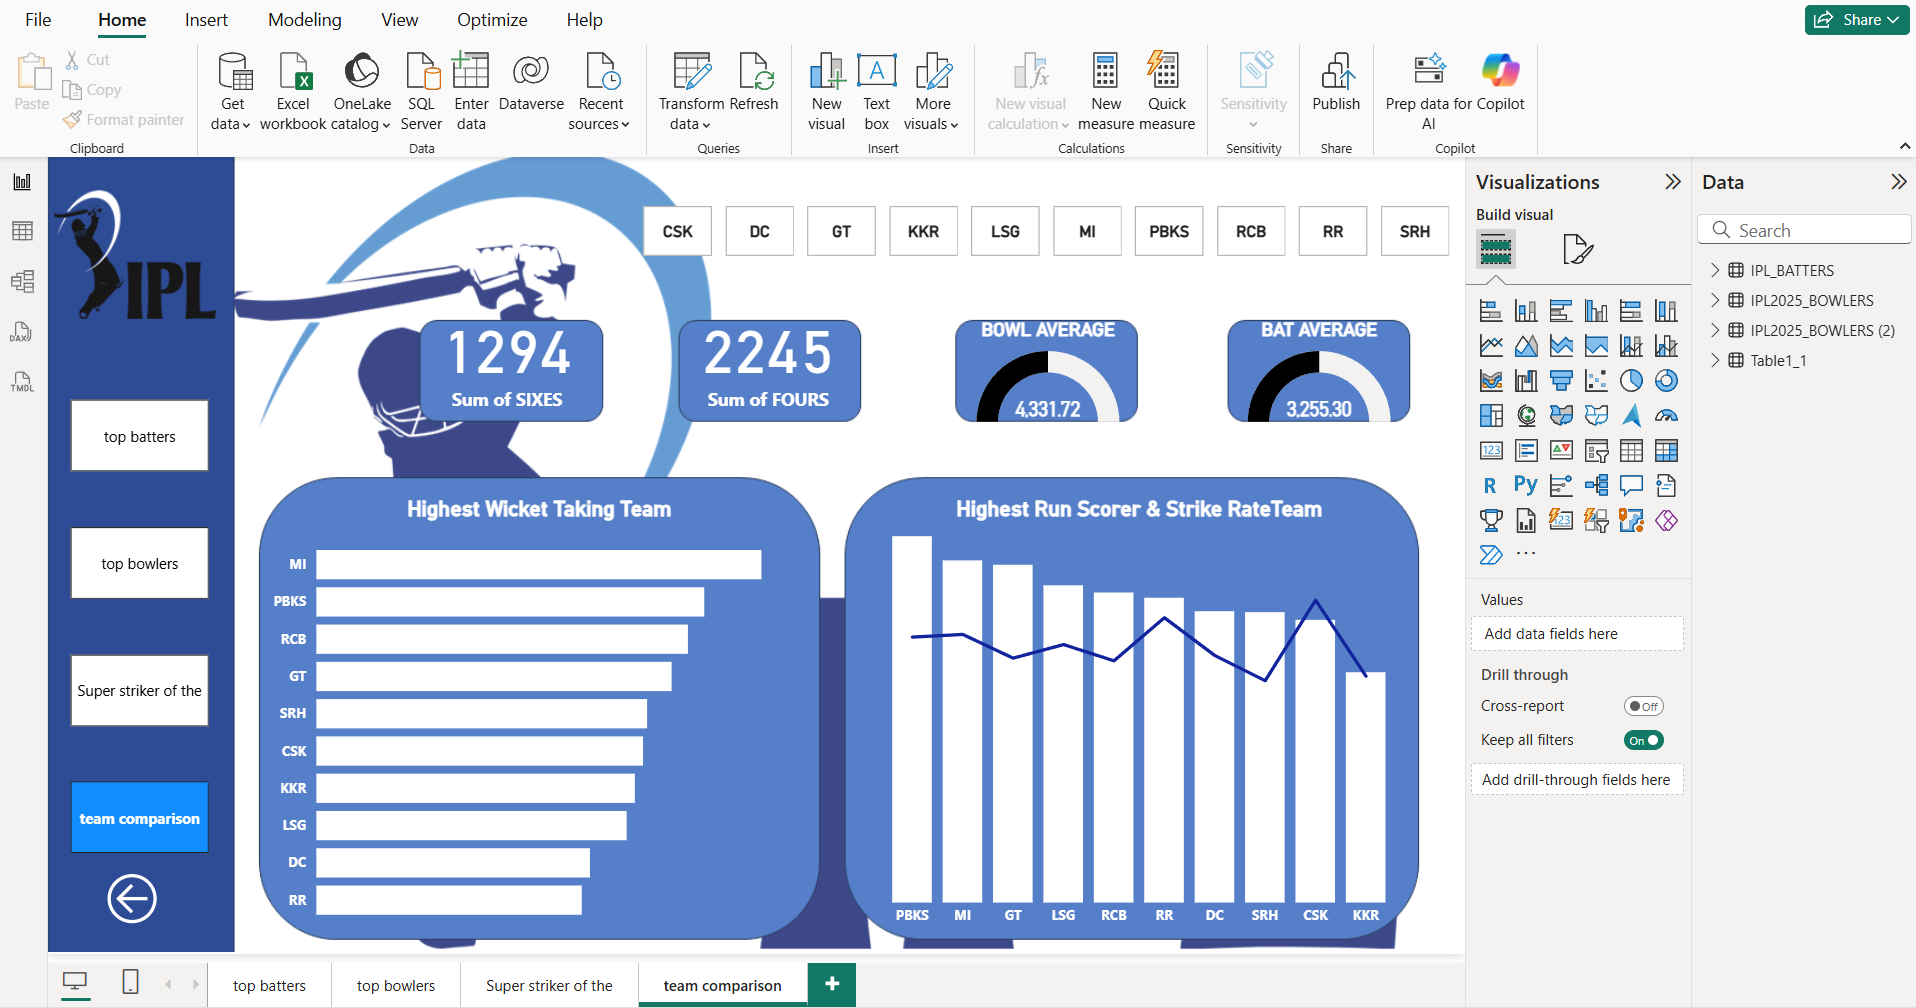 File
Home
Insert
Modeling
View
Optimize
Help
Share
Paste
Cut
Copy
Format painter
Clipboard
Get
data
Excel
workbook
OneLake
catalog
SQL
Server
Enter
data
Dataverse
Recent
sources
Data
Transform
data
Refresh
Queries
New
visual
Text
box
More
visuals
Insert
New visual
calculation
New
measure
Quick
measure
Calculations
Sensitivity
Sensitivity
Publish
Share
Prep data for
AI
Copilot
Copilot
DAX
TMDL
IPL
top batters
top bowlers
Super striker of the
team comparison
CSK
DC
GT
KKR
LSG
MI
PBKS
RCB
RR
SRH
1294
Sum of SIXES
2245
Sum of FOURS
BOWL AVERAGE
4,331.72
BAT AVERAGE
3,255.30
Highest Wicket Taking Team
MI
PBKS
RCB
GT
SRH
CSK
KKR
LSG
DC
RR
Highest Run Scorer & Strike RateTeam
PBKS
MI
GT
LSG
RCB
RR
DC
SRH
CSK
KKR
Visualizations
Build visual
123
R
Py
123
Values
Add data fields here
Drill through
Cross-report
Off
Keep all filters
On
Add drill-through fields here
Data
Search
IPL_BATTERS
IPL2025_BOWLERS
IPL2025_BOWLERS (2)
Table1_1
top batters
top bowlers
Super striker of the
team comparison